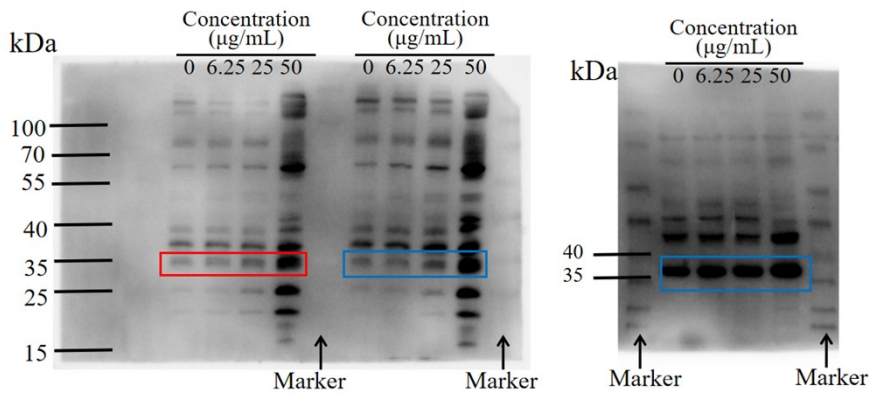 Concentration
(μg/mL)
Concentration
(μg/mL)
Concentration
(μg/mL)
kDa
0 6.25 25 50
0 6.25 25 50
kDa
0 6.25 25 50
100
70
55
40
35
25
15
40
35
Marker
Marker
Marker
Marker